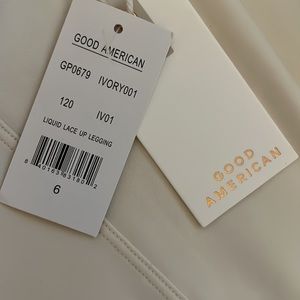 GOOD AMERICAN
GP0679 IVORY001
120 IV01
LIQUID LACE UP LEGGING
6
GOOD
AMERICAN